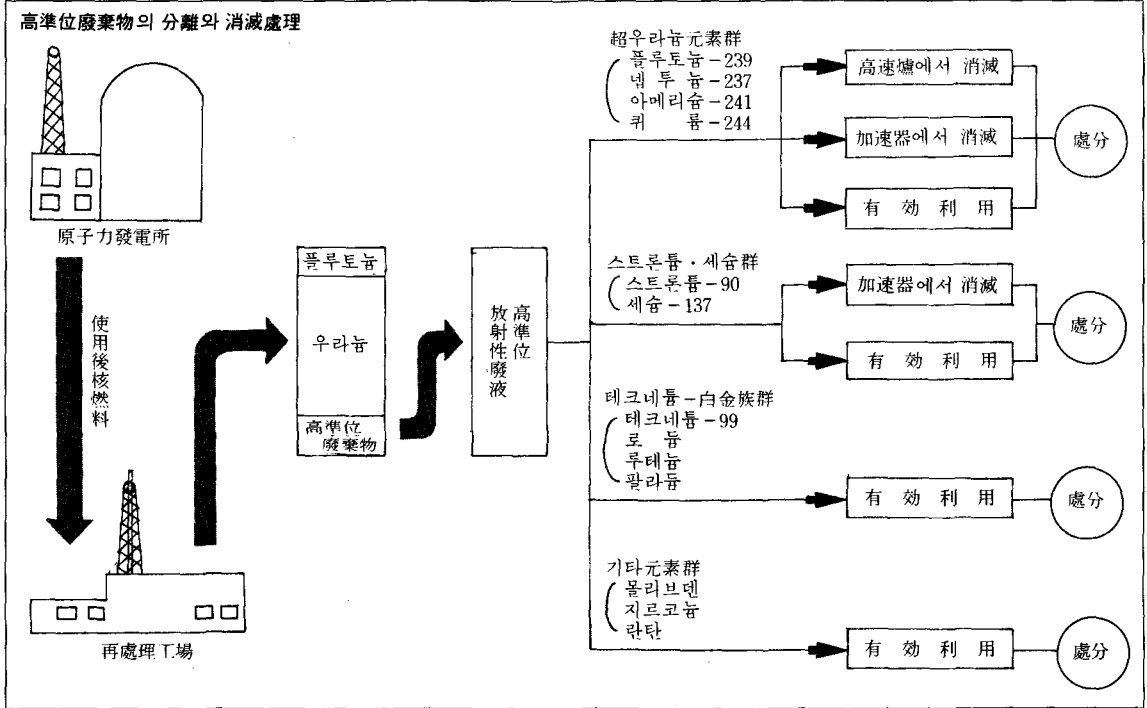 高準位廢棄物의 分離와 消滅處理
原子力發電所
使用後核燃料
再處理工場
플루토늄
우라늄
高準位
廢棄物
高準位
放射性廢液
超우라늄元素群
플루토늄-239
넵투늄-237
아메리슘-241
퀴륨-244
高速爐에서 消滅
加速器에서 消滅
有効利用
處分
스트론튬·세슘群
스트론튬-90
세슘-137
加速器에서 消滅
有効利用
處分
테크네튬-白金族群
테크네튬-99
로듐
루테늄
팔라듐
有効利用
處分
기타元素群
몰리브덴
지르코늄
란탄
有効利用
處分